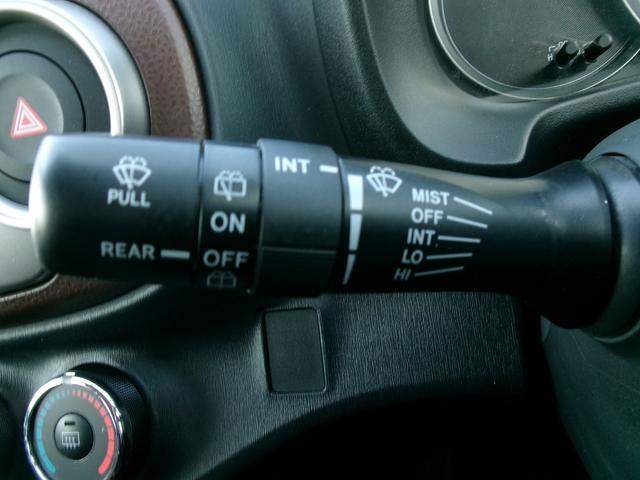 PULL
REAR
ON
OFF
INT
MIST
OFF
INT
LO
HI